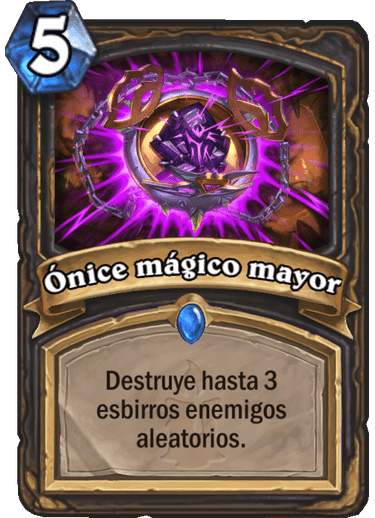 5
Ónice mágico mayor
Destruye hasta 3
esbirros enemigos
aleatorios.